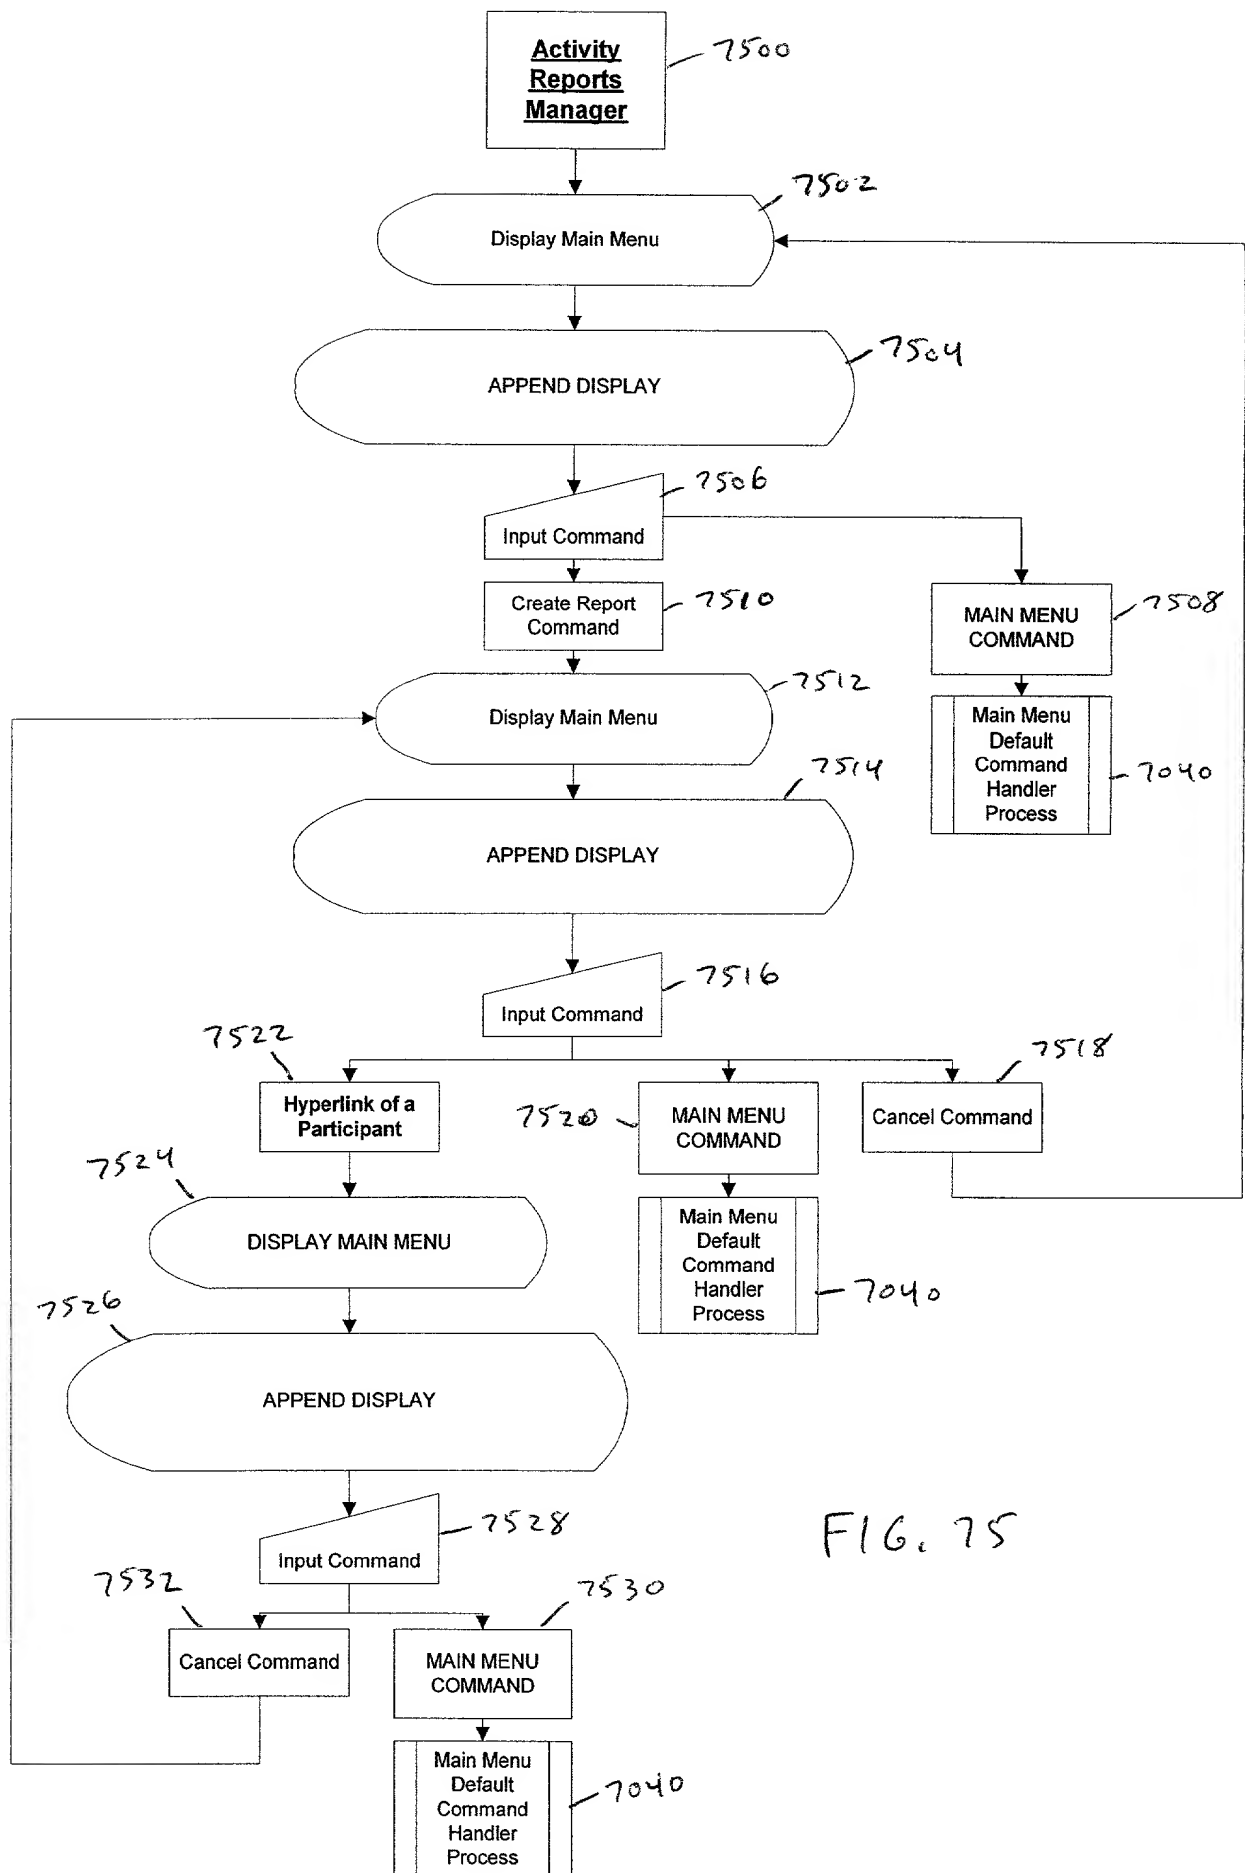 Activity
Reports
Manager
7500
7502
Display Main Menu
7504
APPEND DISPLAY
7506
Input Command
Create Report
Command
7510
MAIN MENU
COMMAND
7508
7512
Display Main Menu
Main Menu
Default
Command
Handler
Process
7040
7514
APPEND DISPLAY
7516
Input Command
7522
Hyperlink of a
Participant
7520
MAIN MENU
COMMAND
7518
Cancel Command
7524
DISPLAY MAIN MENU
Main Menu
Default
Command
Handler
Process
7040
7526
APPEND DISPLAY
7528
Input Command
FIG. 75
7532
Cancel Command
7530
MAIN MENU
COMMAND
Main Menu
Default
Command
Handler
Process
7040